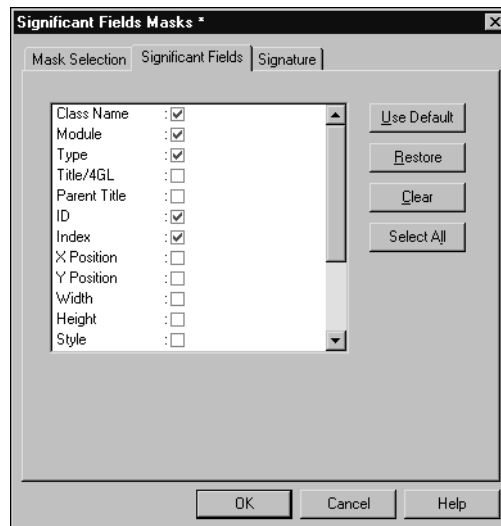 Significant Fields Masks *
Mask Selection Significant Fields Signature
Class Name :
Module :
Type :
Title/4GL :
Parent Title :
ID :
Index :
X Position :
Y Position :
Width :
Height :
Style :
Use Default
Restore
Clear
Select All
OK Cancel Help